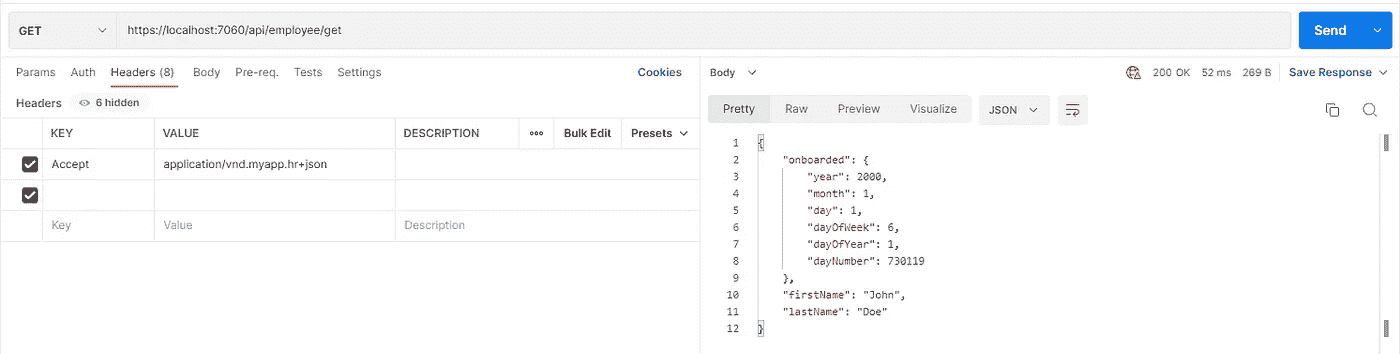 GET https://localhost:7060/api/employee/get Send
Params Auth Headers (8) Body Pre-req. Tests Settings Cookies
Headers 6 hidden
KEY VALUE DESCRIPTION ••• Bulk Edit Presets
Accept application/vnd.myapp.hr+json
Key Value Description
Body 200 OK 52 ms 269 B Save Response
Pretty Raw Preview Visualize JSON
1 {
2 "onboarded": {
3 "year": 2000,
4 "month": 1,
5 "day": 1,
6 "dayOfWeek": 6,
7 "dayOfYear": 1,
8 "dayNumber": 730119
9 },
10 "firstName": "John",
11 "lastName": "Doe"
12 }